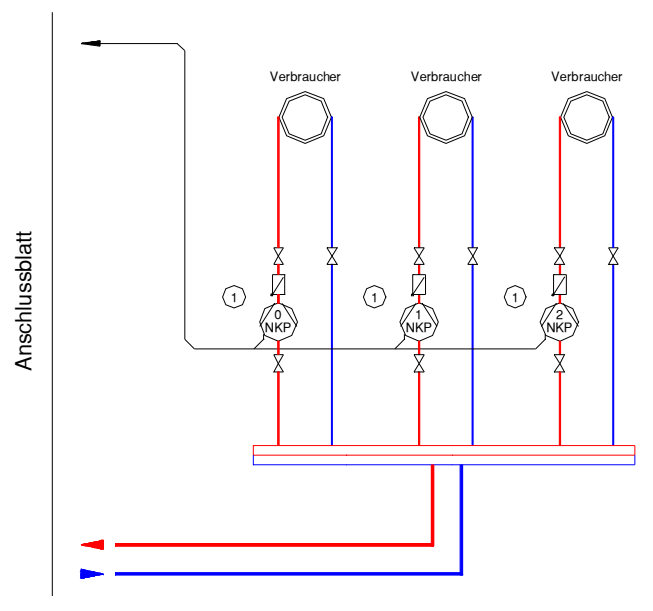 Verbraucher Verbraucher Verbraucher
Anschlussblatt
1 1 1
0 1 2
NKP NKP NKP